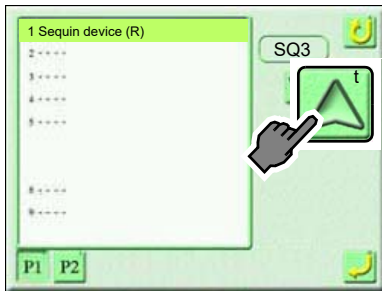 1 Sequin device (R)
SQ3
t
2 ----
3 ----
4 ----
5 ----
8 ----
9 ----
P1 P2